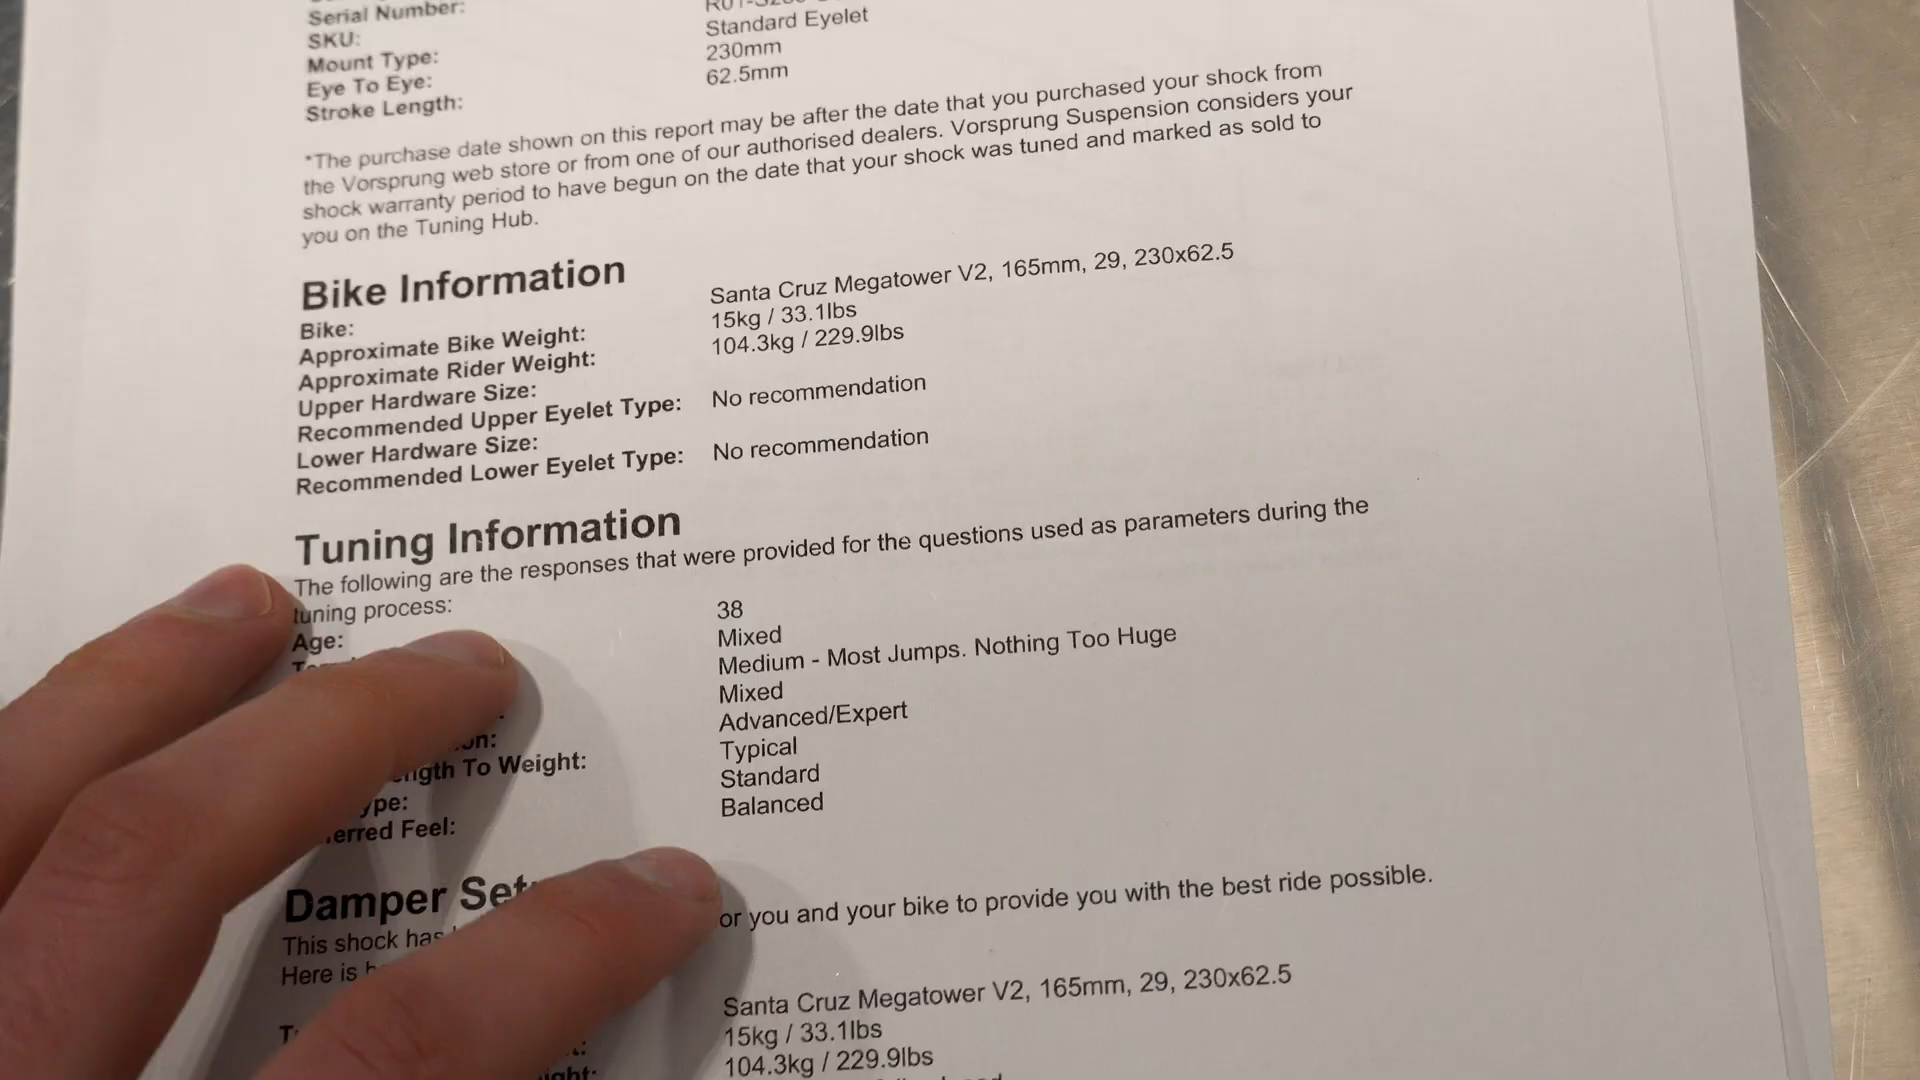 Serial Number:
SKU:
Mount Type: Standard Eyelet
Eye To Eye: 230mm
Stroke Length: 62.5mm
*The purchase date shown on this report may be after the date that you purchased your shock from
the Vorsprung web store or from one of our authorised dealers. Vorsprung Suspension considers your
shock warranty period to have begun on the date that your shock was tuned and marked as sold to
you on the Tuning Hub.
Bike Information
Bike: Santa Cruz Megatower V2, 165mm, 29, 230x62.5
Approximate Bike Weight: 15kg / 33.1lbs
Approximate Rider Weight: 104.3kg / 229.9lbs
Upper Hardware Size:
Recommended Upper Eyelet Type: No recommendation
Lower Hardware Size:
Recommended Lower Eyelet Type: No recommendation
Tuning Information
The following are the responses that were provided for the questions used as parameters during the
tuning process:
Age: 38
Mixed
Medium - Most Jumps. Nothing Too Huge
Mixed
Advanced/Expert
To Weight: Typical
Standard
Feel: Balanced
Damper
This shock has or you and your bike to provide you with the best ride possible.
Here is
Santa Cruz Megatower V2, 165mm, 29, 230x62.5
15kg / 33.1lbs
104.3kg / 229.9lbs